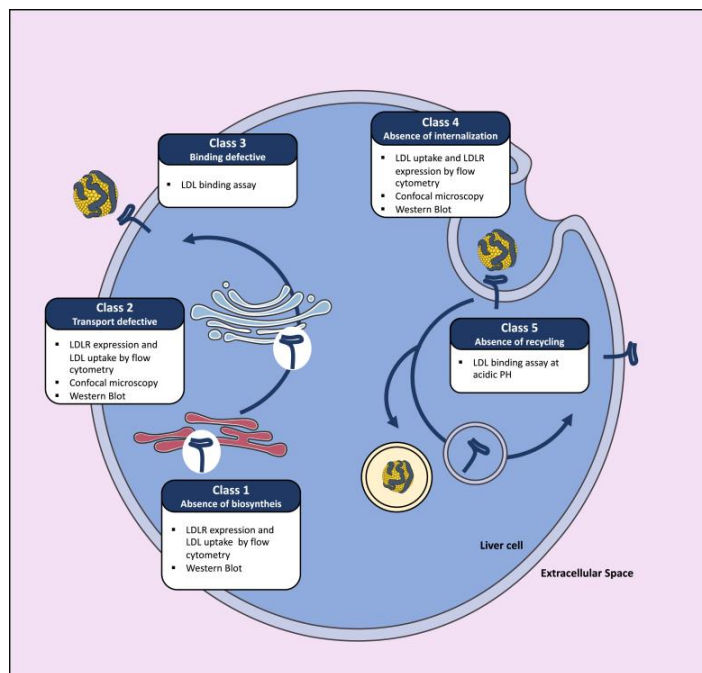 Class 3
Binding defective
▪ LDL binding assay
Class 4
Absence of internalization
▪ LDL uptake and LDLR
expression by flow
cytometry
▪ Confocal microscopy
▪ Western Blot
Class 2
Transport defective
▪ LDLR expression and
LDL uptake by flow
cytometry
▪ Confocal microscopy
▪ Western Blot
Class 5
Absence of recycling
▪ LDL binding assay at
acidic PH
Class 1
Absence of biosyntheis
▪ LDLR expression and
LDL uptake by flow
cytometry
▪ Western Blot
Liver cell
Extracellular Space